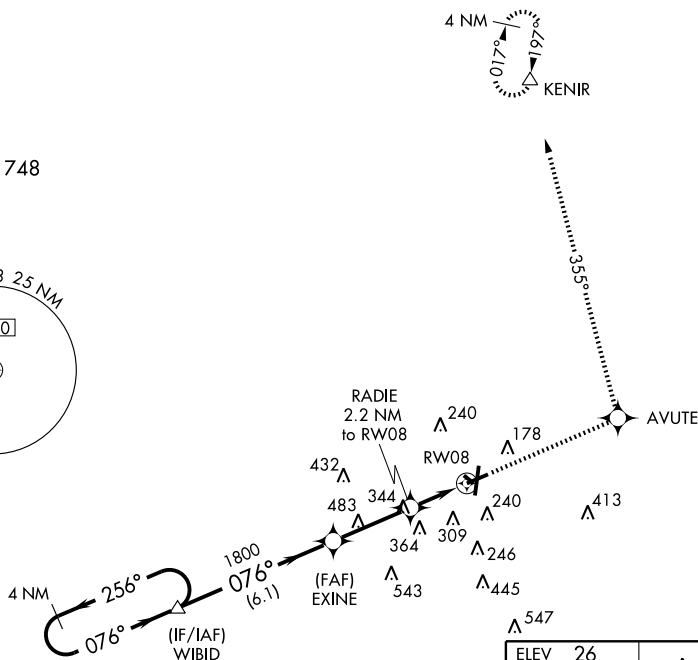 4 NM
017°
197°
KENIR
748
25 NM
0
355°
RADIE
2.2 NM
to RW08
240
178
AVUTE
RW08
432
344
483
240
413
364
309
246
1800
076°
(6.1)
(FAF)
EXINE
543
445
4 NM
256°
076°
(IF/IAF)
WIBID
547
ELEV 26